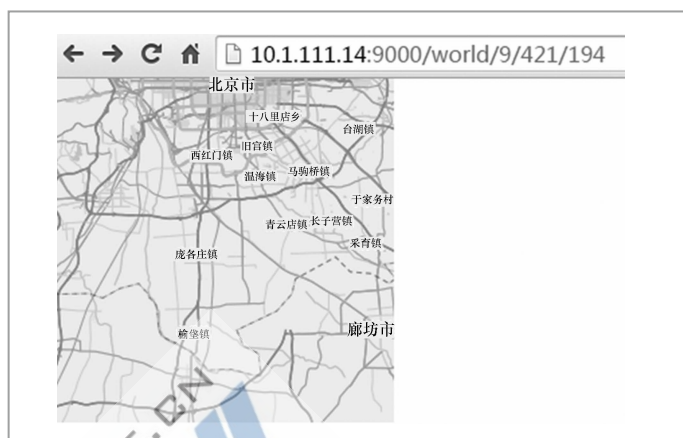 10.1.111.14:9000/world/9/421/194
北京市
十八里店乡
台湖镇
旧宫镇
西红门镇
马驹桥镇
温海镇
于家务村
长子营镇
青云店镇
采育镇
庞各庄镇
廊坊市
榆垡镇
.CN